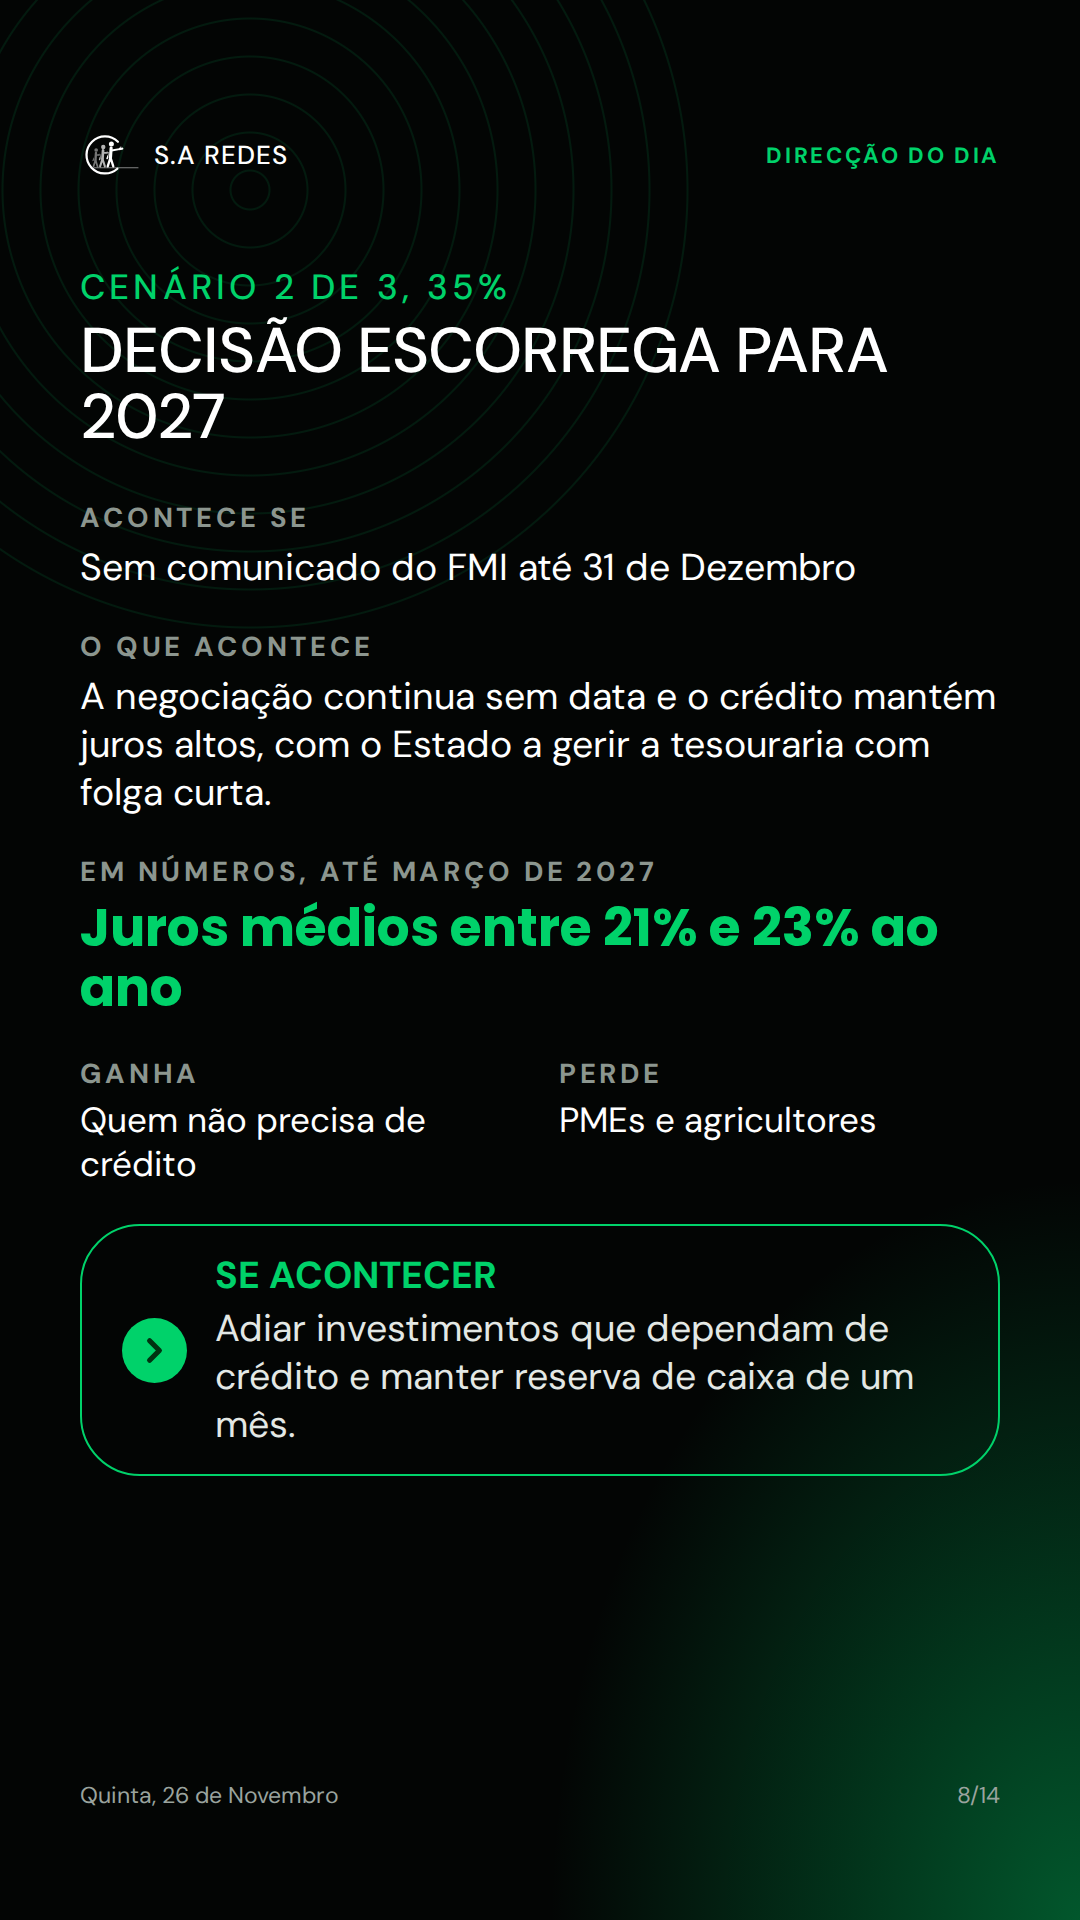 S.A REDES
DIRECÇÃO DO DIA
CENÁRIO 2 DE 3, 35%
DECISÃO ESCORREGA PARA
2027
ACONTECE SE
Sem comunicado do FMI até 31 de Dezembro
O QUE ACONTECE
A negociação continua sem data e o crédito mantém
juros altos, com o Estado a gerir a tesouraria com
folga curta.
EM NÚMEROS, ATÉ MARÇO DE 2027
Juros médios entre 21% e 23% ao
ano
GANHA
Quem não precisa de
crédito
PERDE
PMEs e agricultores
SE ACONTECER
Adiar investimentos que dependam de
crédito e manter reserva de caixa de um
mês.
Quinta, 26 de Novembro
8/14